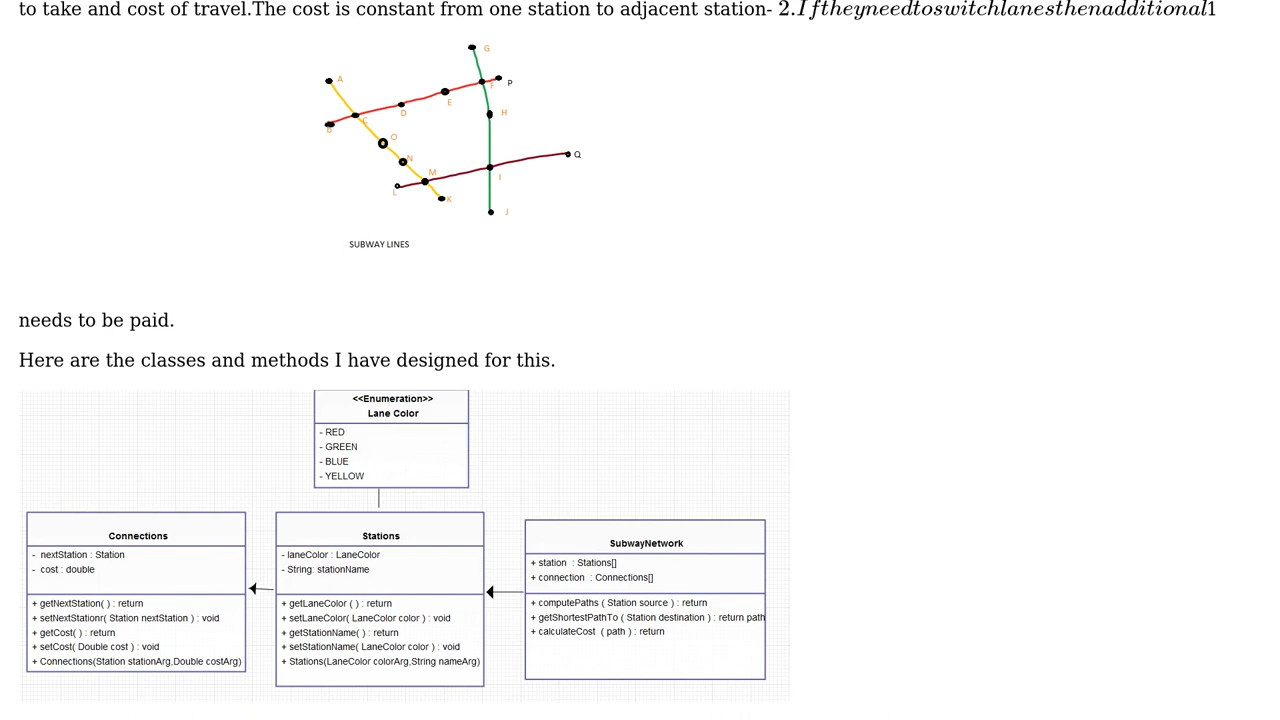 to take and cost of travel.The cost is constant from one station to adjacent station- 2.Iftheyneedtoswitchlanesthenadditional1
G
A
F
P
E
D
B
C
H
O
N
M
Q
I
L
K
J
SUBWAY LINES
needs to be paid.
Here are the classes and methods I have designed for this.
<<Enumeration>>
Lane Color
- RED
- GREEN
- BLUE
- YELLOW
Connections
- nextStation : Station
- cost : double
+ getNextStation( ) : return
+ setNextStationr( Station nextStation ) : void
+ getCost( ) : return
+ setCost( Double cost ) : void
+ Connections(Station stationArg,Double costArg)
Stations
- laneColor : LaneColor
- String: stationName
+ getLaneColor ( ) : return
+ setLaneColor( LaneColor color ) : void
+ getStationName( ) : return
+ setStationName( LaneColor color ) : void
+ Stations(LaneColor colorArg,String nameArg)
SubwayNetwork
+ station : Stations[]
+ connection : Connections[]
+ computePaths ( Station source ) : return
+ getShortestPathTo ( Station destination ) : return path
+ calculateCost ( path ) : return